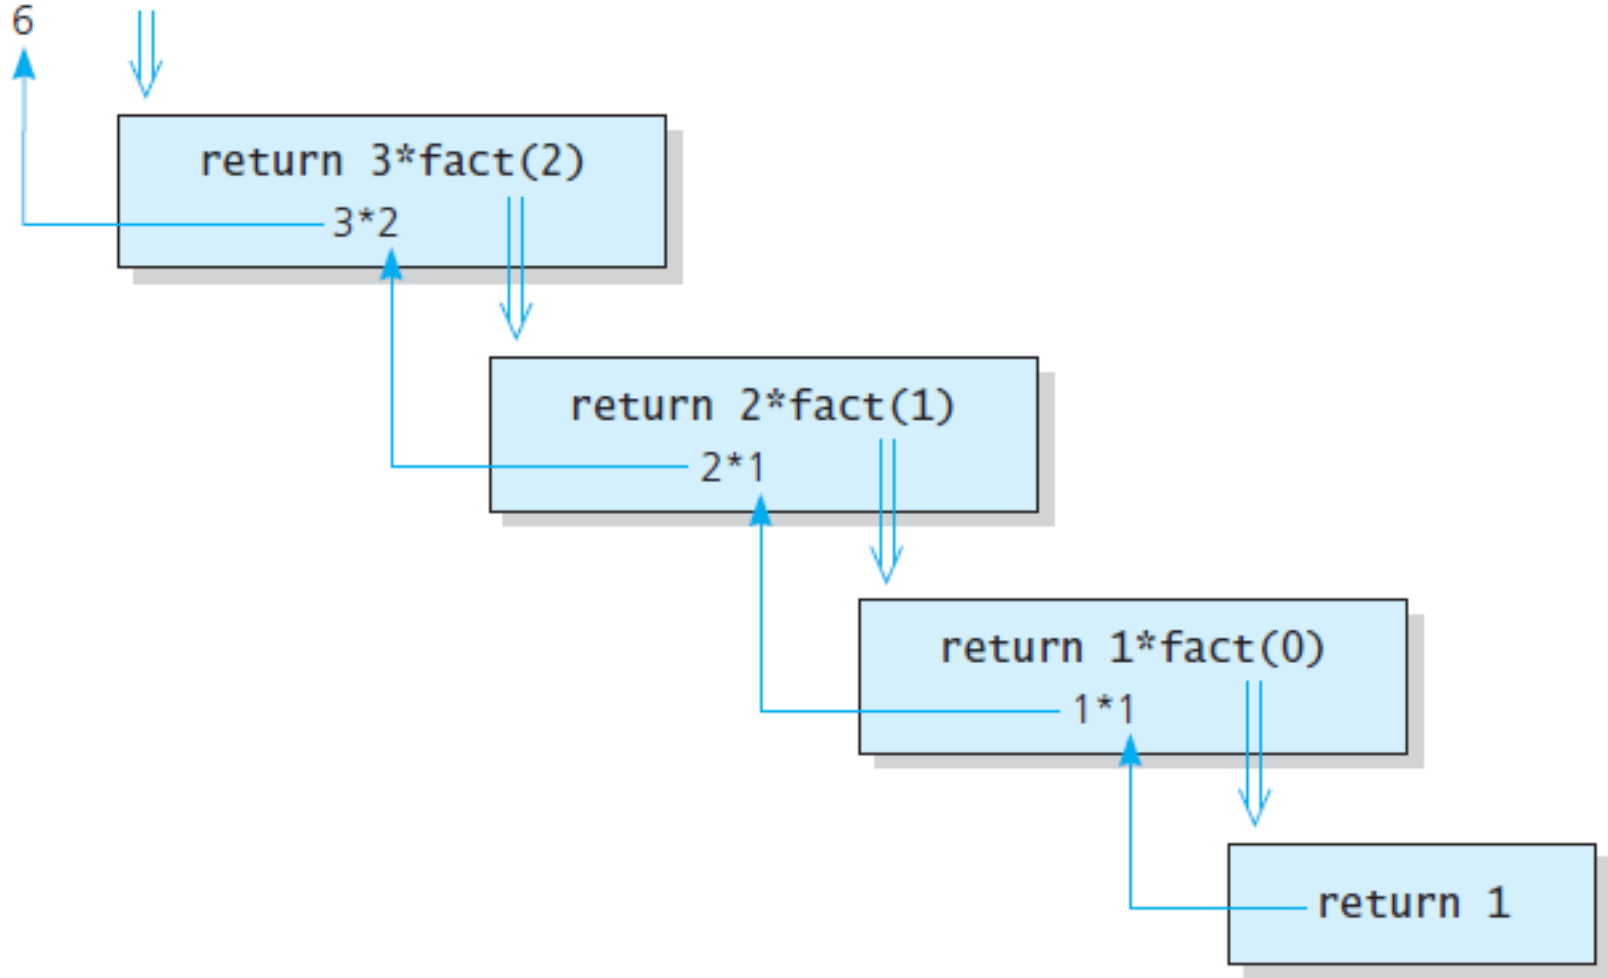 6
return 3*fact(2)
3*2
return 2*fact(1)
2*1
return 1*fact(0)
1*1
return 1